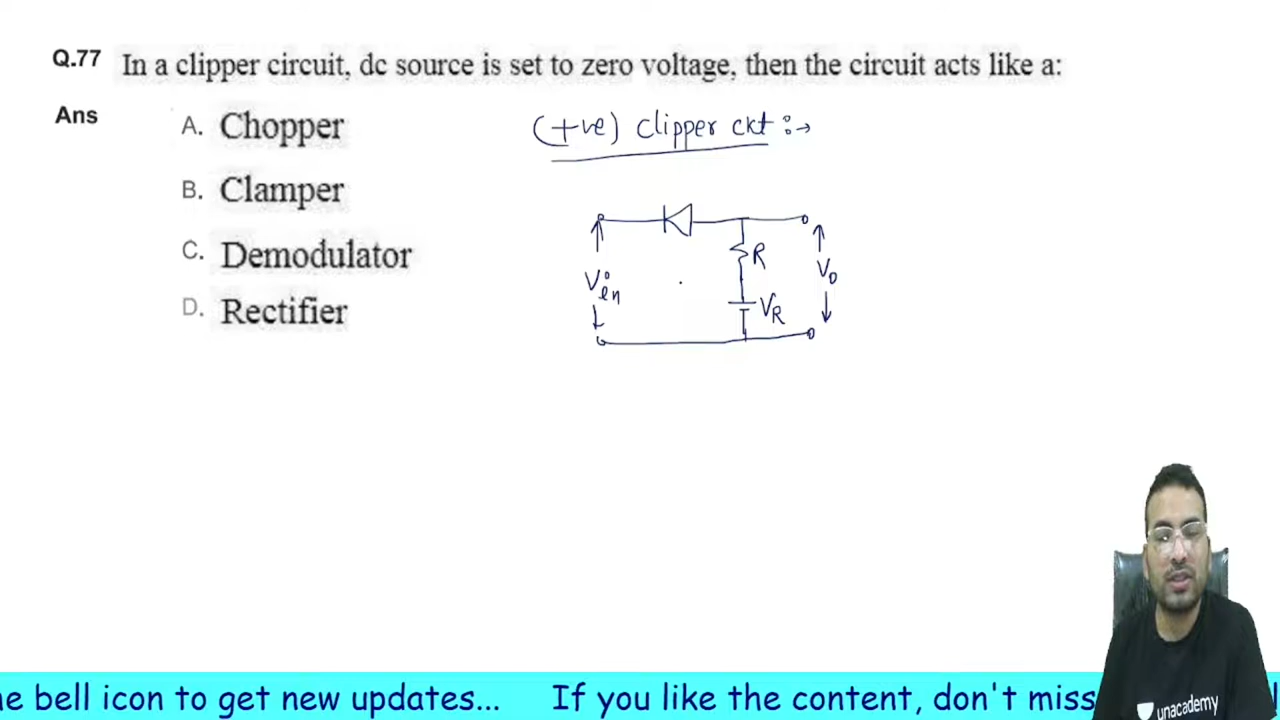 Q.77 In a clipper circuit, dc source is set to zero voltage, then the circuit acts like a:
Ans
A. Chopper
B. Clamper
C. Demodulator
D. Rectifier
(+ve) clipper ckt :→
R
Vin
V0
VR
e bell icon to get new updates... If you like the content, don't miss
unacademy